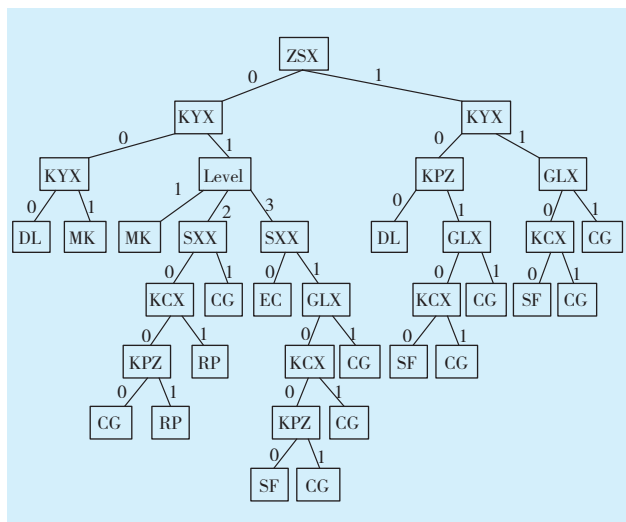 ZSX
0 1
KYX KYX
0 1 0 1
KYX Level KPZ GLX
0 1 1 2 3 0 1 0 1
DL MK MK SXX SXX DL GLX KCX CG
0 1 0 1 0 1 0 1
KCX CG EC GLX KCX CG SF CG
0 1 0 1 0 1
KPZ RP KCX CG SF CG
0 1 0 1
CG RP KPZ CG
0 1
SF CG